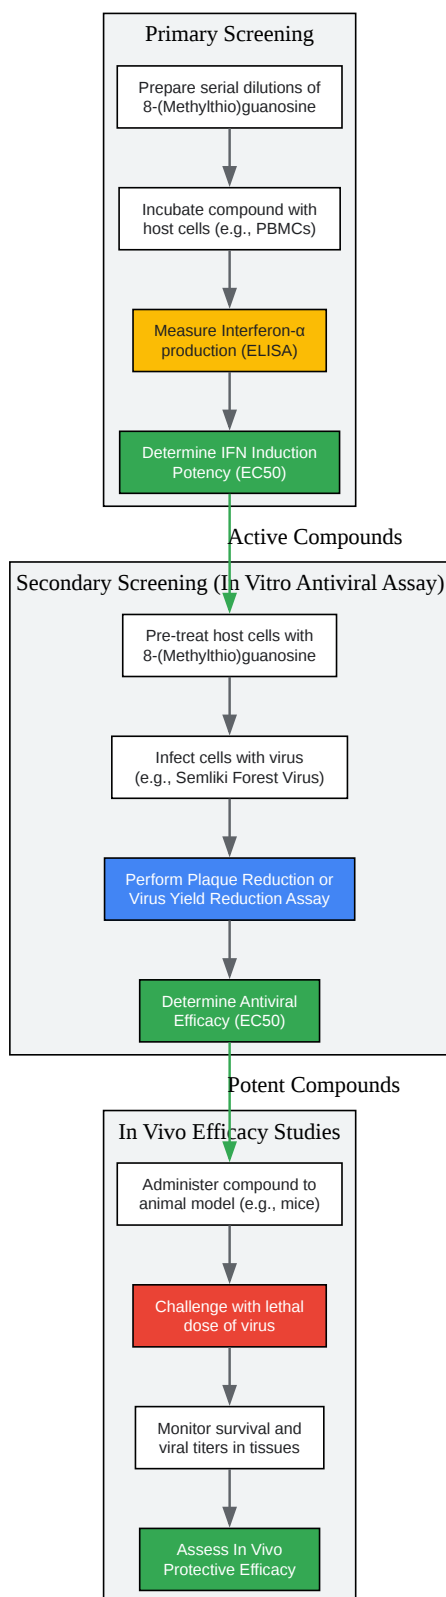 Primary Screening
Prepare serial dilutions of
8-(Methylthio)guanosine
Incubate compound with
host cells (e.g., PBMCs)
Measure Interferon-α
production (ELISA)
Determine IFN Induction
Potency (EC50)
Active Compounds
Secondary Screening (In Vitro Antiviral Assay)
Pre-treat host cells with
8-(Methylthio)guanosine
Infect cells with virus
(e.g., Semliki Forest Virus)
Perform Plaque Reduction or
Virus Yield Reduction Assay
Determine Antiviral
Efficacy (EC50)
Potent Compounds
In Vivo Efficacy Studies
Administer compound to
animal model (e.g., mice)
Challenge with lethal
dose of virus
Monitor survival and
viral titers in tissues
Assess In Vivo
Protective Efficacy